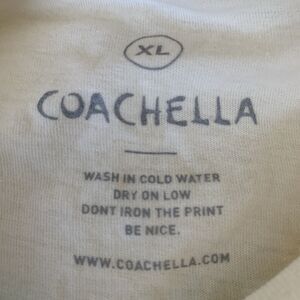 XL
COACHELLA
WASH IN COLD WATER
DRY ON LOW
DONT IRON THE PRINT
BE NICE.
WWW.COACHELLA.COM